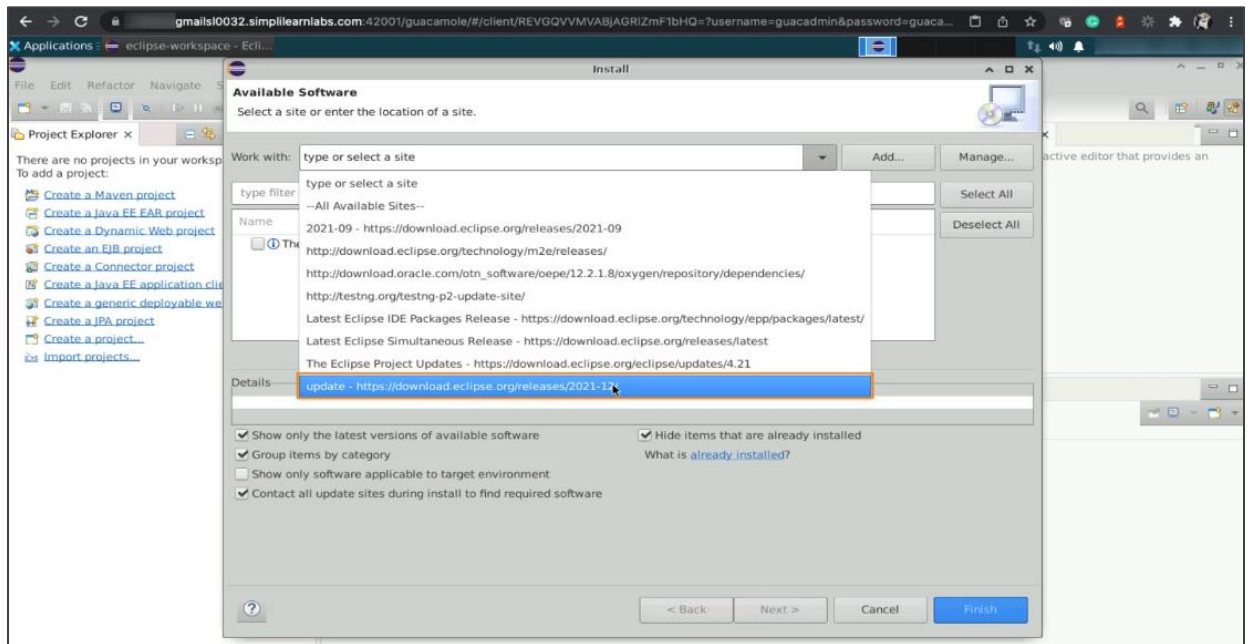 gmailsl0032.simplilearnlabs.com:42001/guacamole/#/client/REVGQVVMVABjAGRlZmF1bHQ=?username=guacadmin&password=guaca...
Applications : eclipse-workspace - Ecli...
Install
File Edit Refactor Navigate S
Available Software
Select a site or enter the location of a site.
Project Explorer
There are no projects in your worksp
To add a project:
Create a Maven project
Create a Java EE EAR project
Create a Dynamic Web project
Create an EJB project
Create a Connector project
Create a Java EE application clie
Create a generic deployable we
Create a JPA project
Create a project...
Import projects...
Work with: type or select a site Add... Manage...
active editor that provides an
type filter Select All
Name Deselect All
The
type or select a site
--All Available Sites--
2021-09 - https://download.eclipse.org/releases/2021-09
http://download.eclipse.org/technology/m2e/releases/
http://download.oracle.com/otn_software/oepe/12.2.1.8/oxygen/repository/dependencies/
http://testng.org/testng-p2-update-site/
Latest Eclipse IDE Packages Release - https://download.eclipse.org/technology/epp/packages/latest/
Latest Eclipse Simultaneous Release - https://download.eclipse.org/releases/latest
The Eclipse Project Updates - https://download.eclipse.org/eclipse/updates/4.21
update - https://download.eclipse.org/releases/2021-12/
Details
Show only the latest versions of available software Hide items that are already installed
Group items by category What is already installed?
Show only software applicable to target environment
Contact all update sites during install to find required software
? < Back Next > Cancel Finish